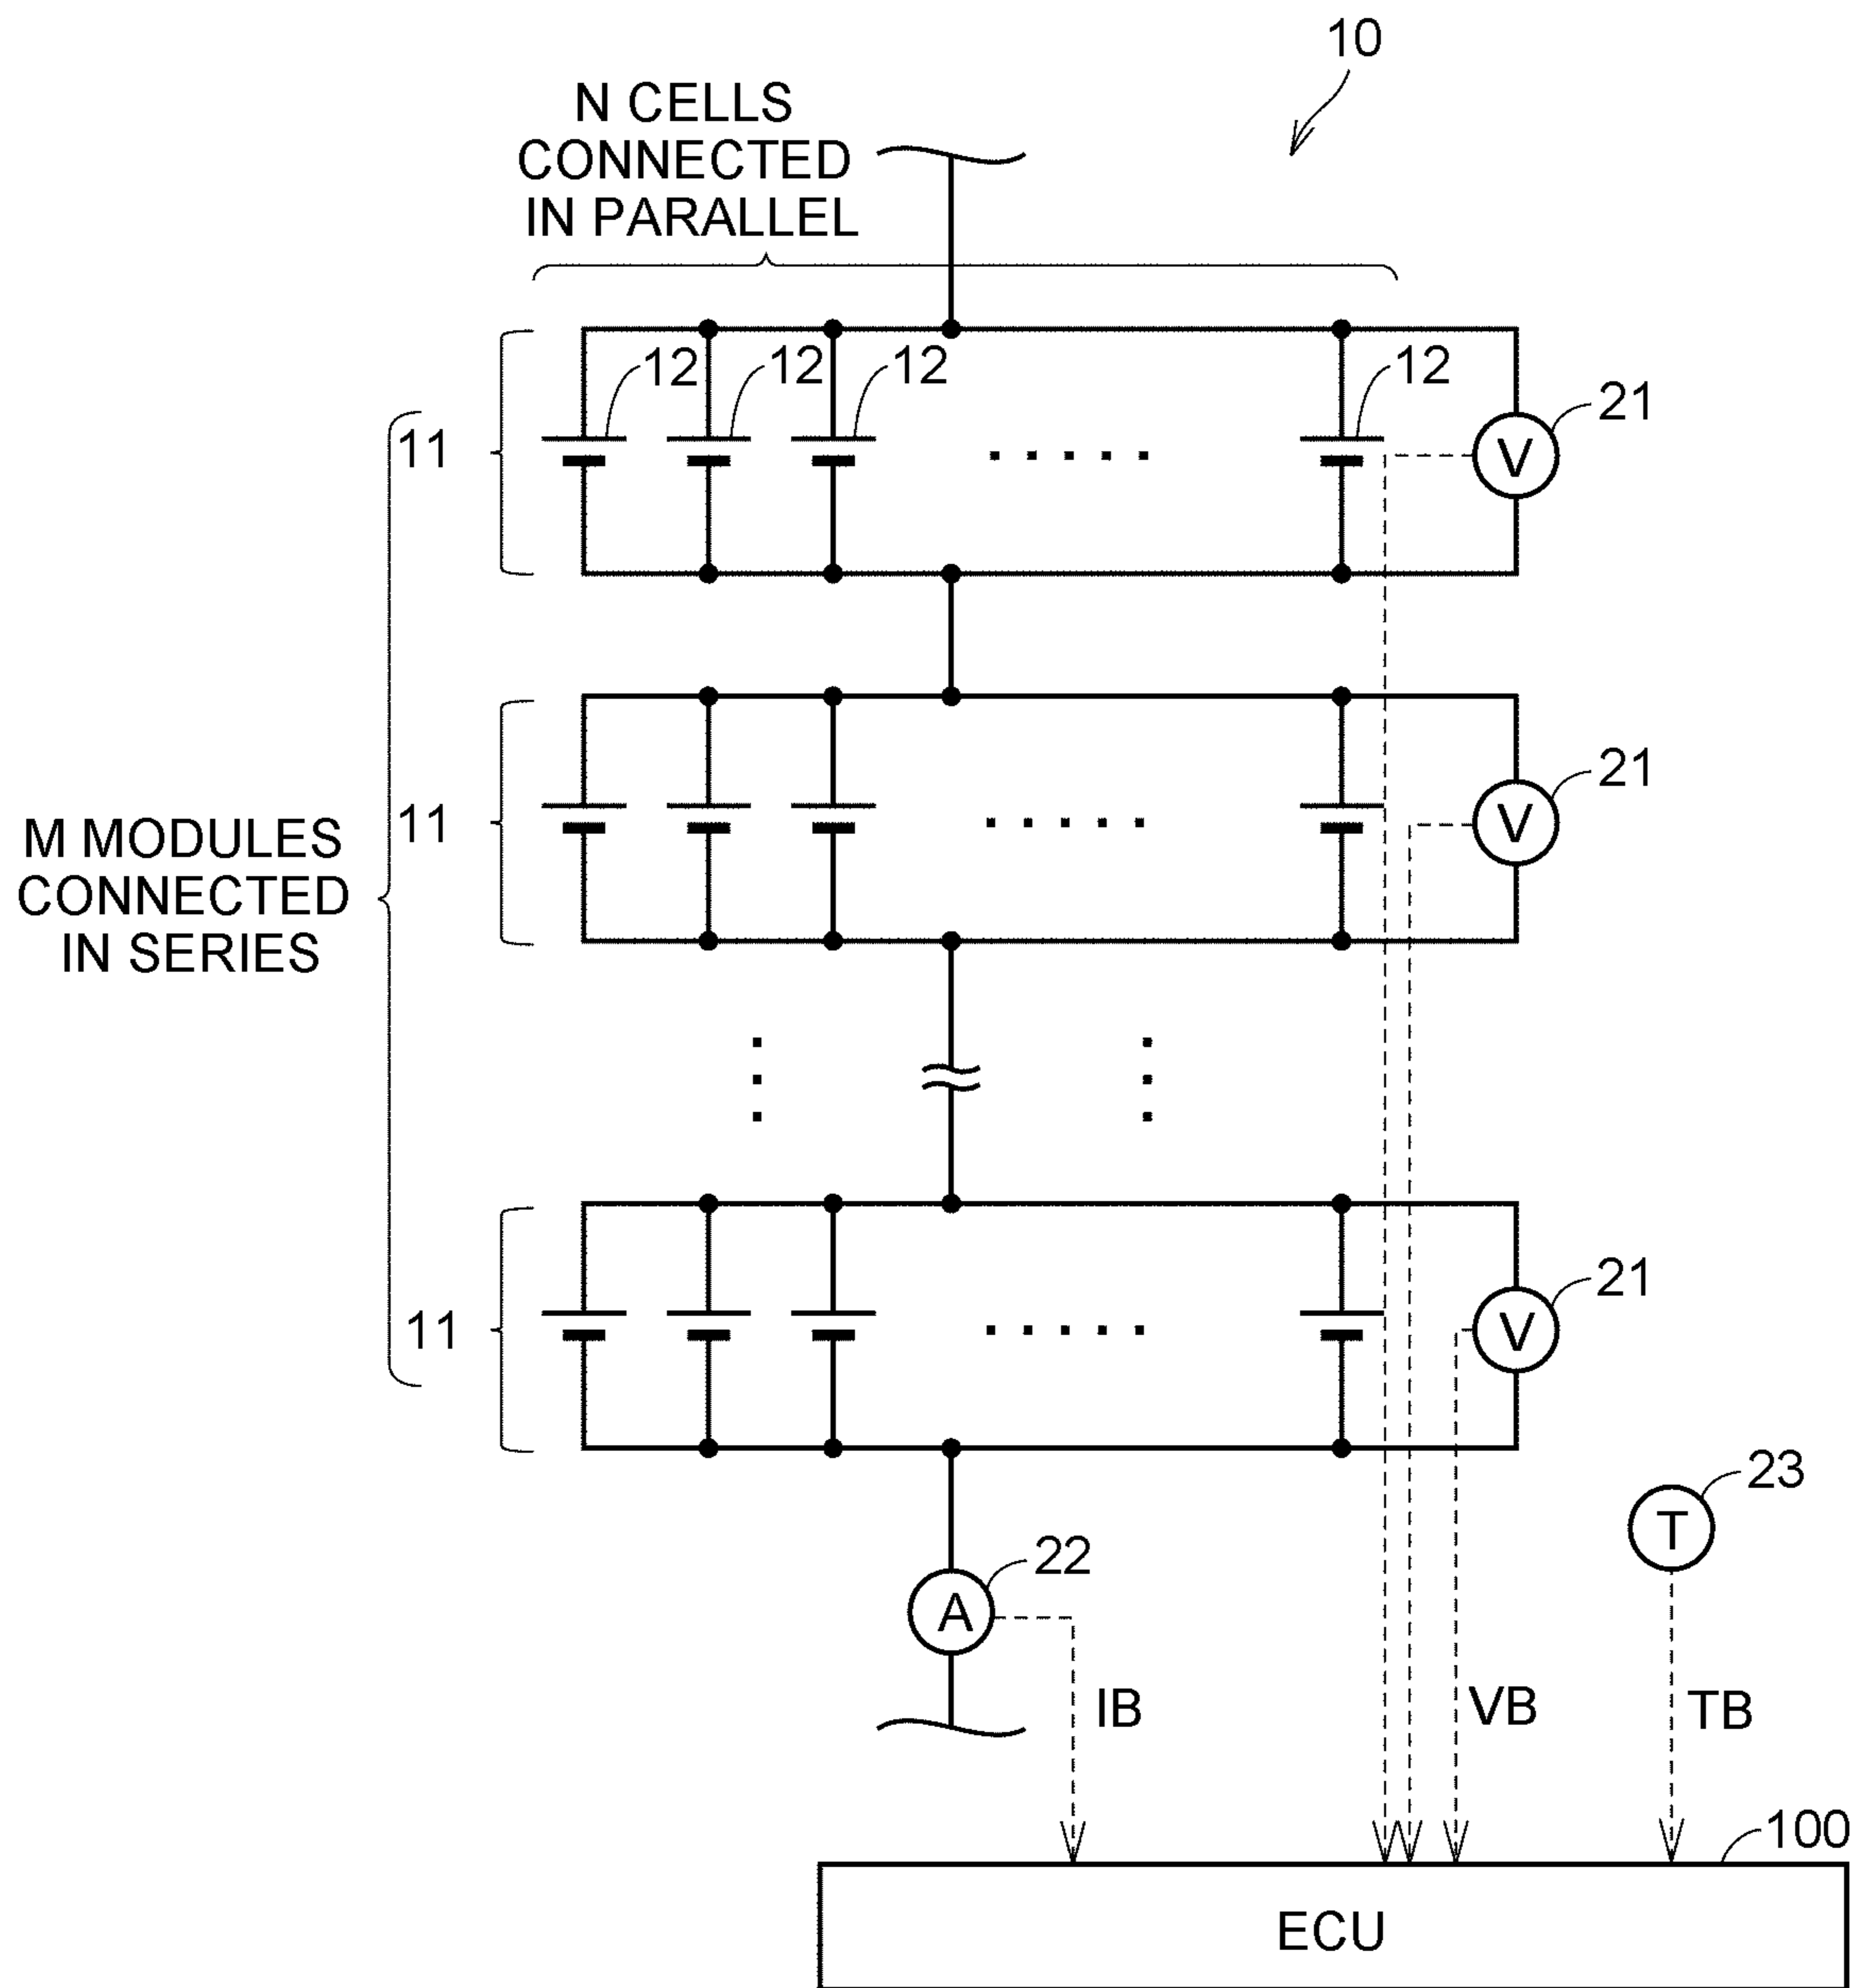 10
N CELLS
CONNECTED
IN PARALLEL
12
12
12
12
21
11
V
21
11
V
M MODULES
CONNECTED
IN SERIES
21
11
V
23
T
22
A
IB
VB
TB
100
ECU